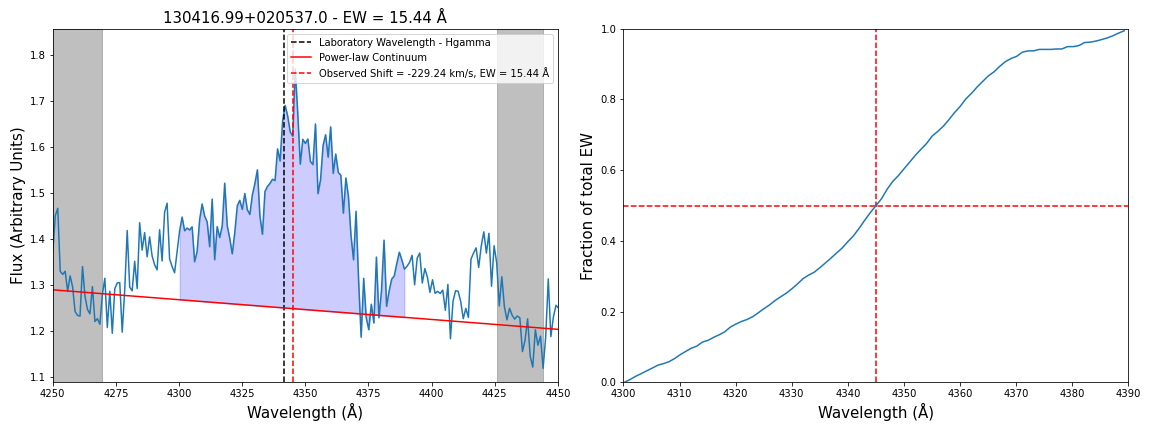 130416.99+020537.0 - EW = 15.44 Å
Laboratory Wavelength - Hgamma
Power-law Continuum
Observed Shift = -229.24 km/s, EW = 15.44 Å
Flux (Arbitrary Units)
1.8
1.7
1.6
1.5
1.4
1.3
1.2
1.1
4250 4275 4300 4325 4350 4375 4400 4425 4450
Wavelength (Å)
Fraction of total EW
1.0
0.8
0.6
0.4
0.2
0.0
4300 4310 4320 4330 4340 4350 4360 4370 4380 4390
Wavelength (Å)